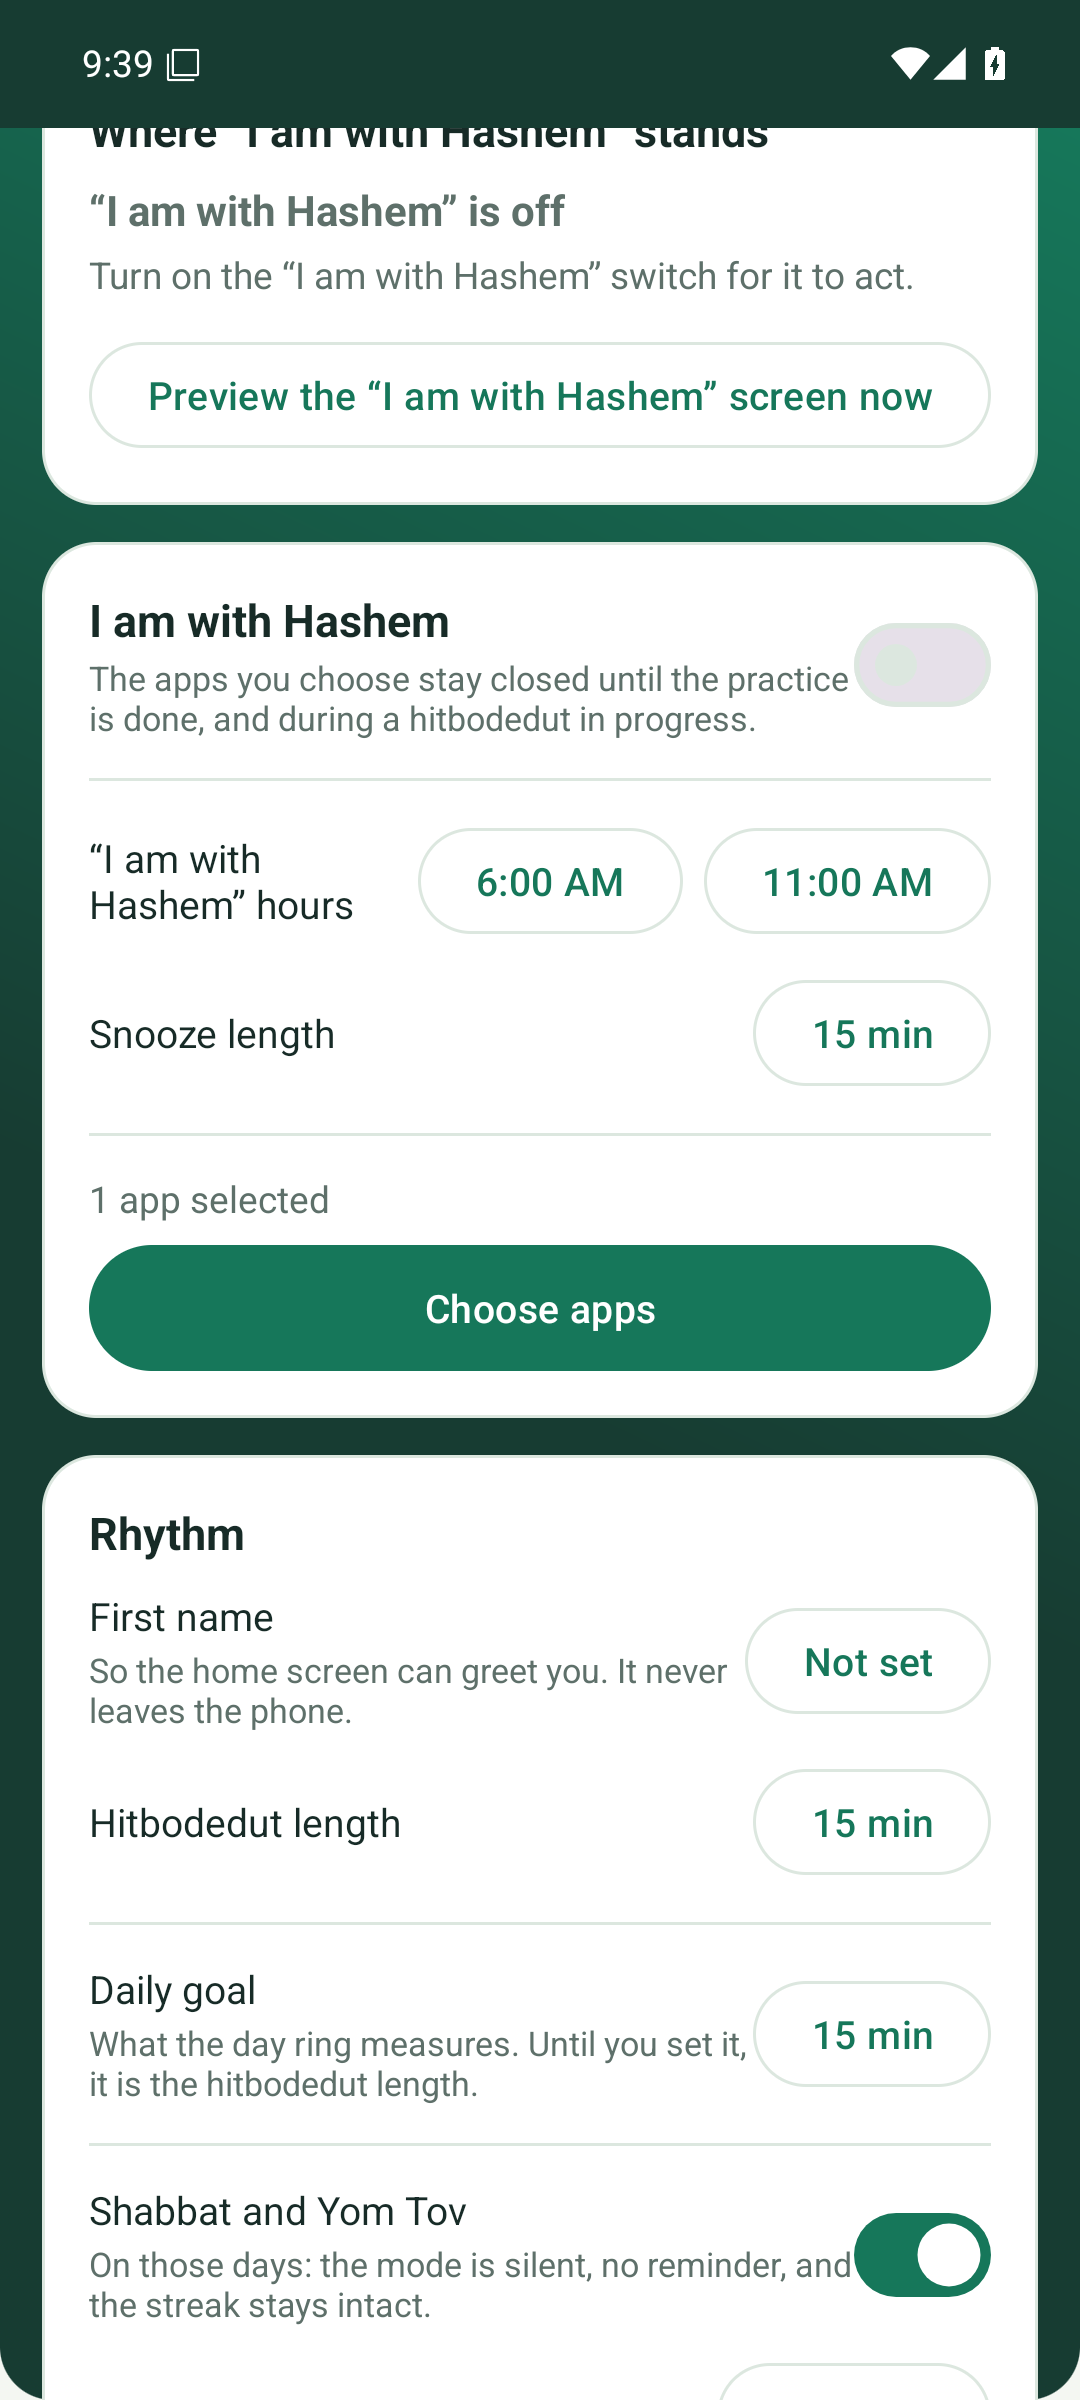 9:39
Where “I am with Hashem” stands
“I am with Hashem” is off
Turn on the “I am with Hashem” switch for it to act.
Preview the “I am with Hashem” screen now
I am with Hashem
The apps you choose stay closed until the practice
is done, and during a hitbodedut in progress.
“I am with
Hashem” hours
6:00 AM
11:00 AM
Snooze length
15 min
1 app selected
Choose apps
Rhythm
First name
So the home screen can greet you. It never
leaves the phone.
Not set
Hitbodedut length
15 min
Daily goal
What the day ring measures. Until you set it,
it is the hitbodedut length.
15 min
Shabbat and Yom Tov
On those days: the mode is silent, no reminder, and
the streak stays intact.